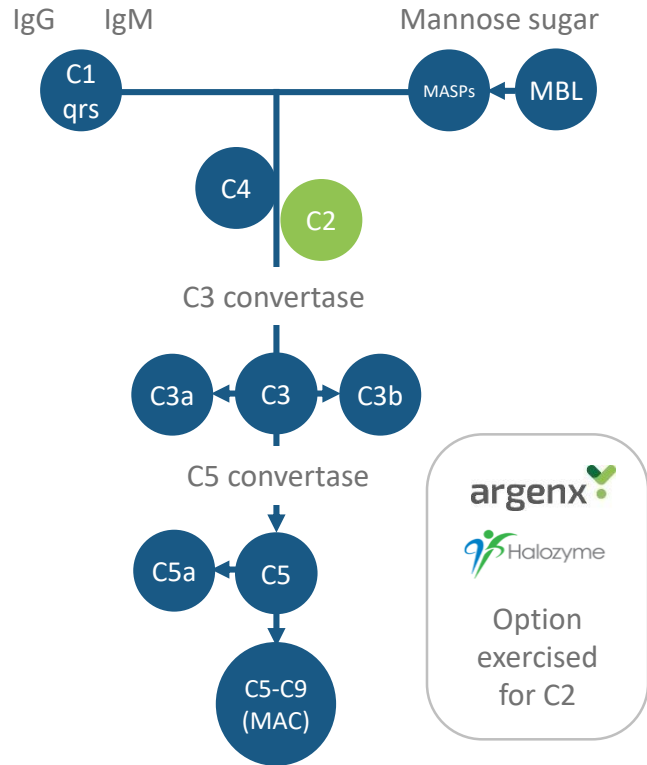 IgG IgM Mannose sugar
C1
qrs
MASPs
MBL
C4
C2
C3 convertase
C3a
C3
C3b
C5 convertase
C5a
C5
C5-C9
(MAC)
argenx
Halozyme
Option
exercised
for C2